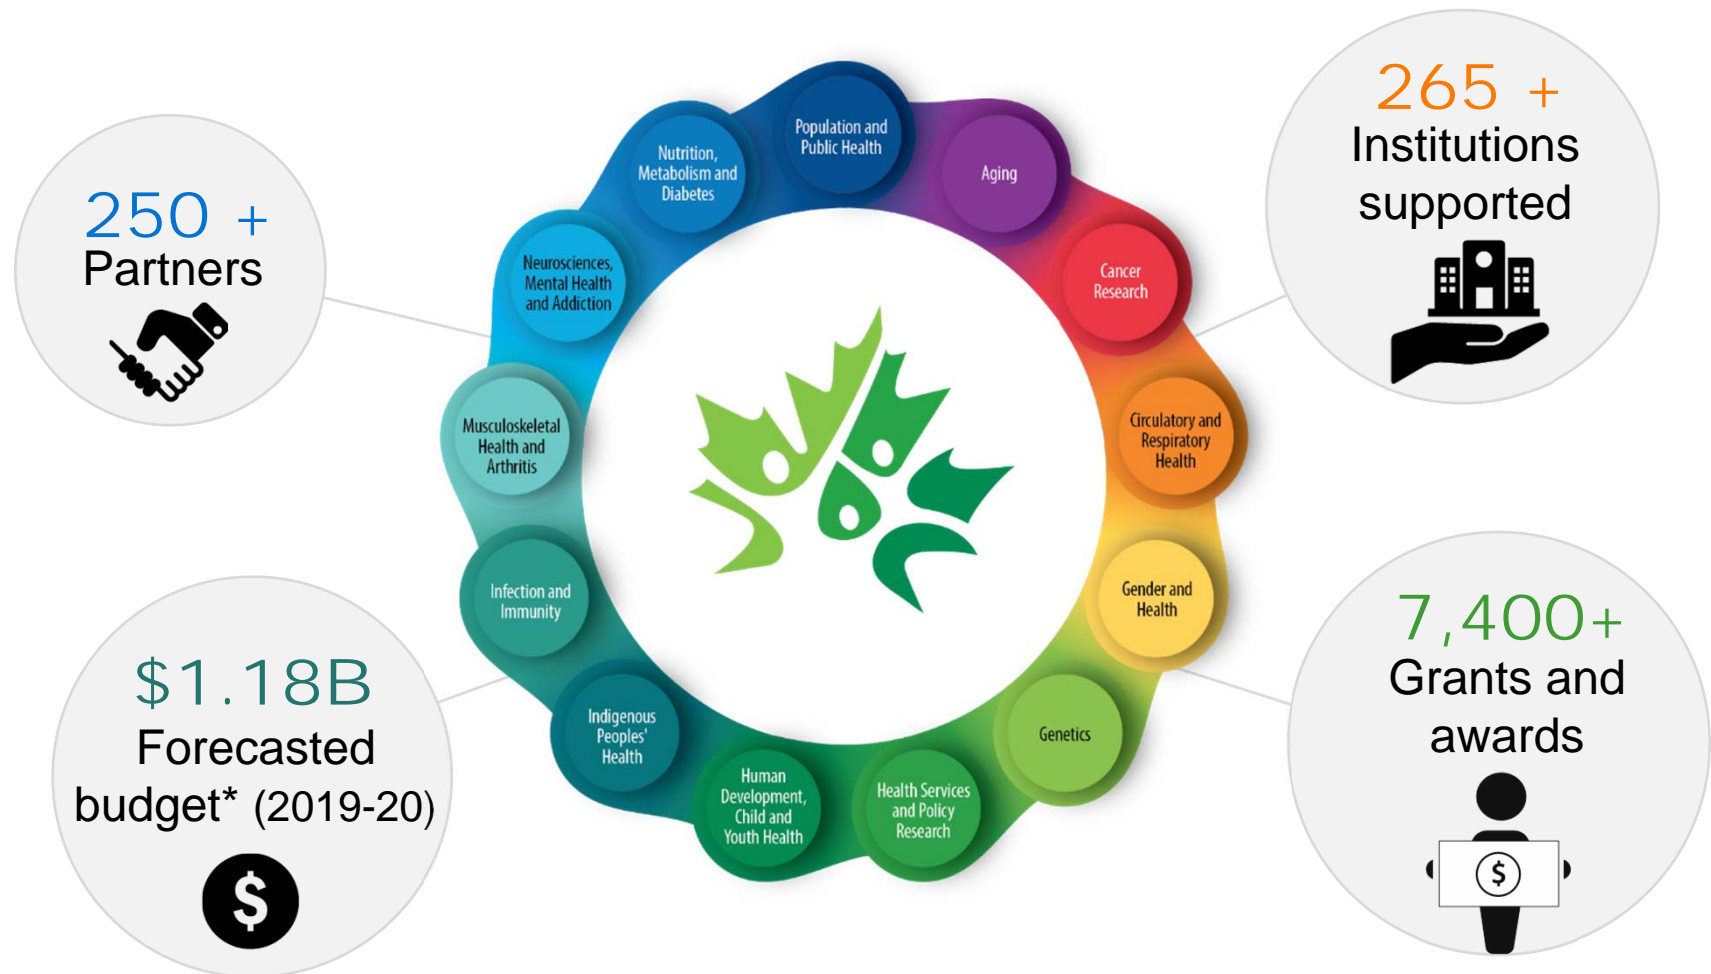 250 +
Partners
265 +
Institutions
supported
$1.18B
Forecasted
budget* (2019-20)
$
7,400+
Grants and
awards
$
Population and
Public Health
Aging
Cancer
Research
Circulatory and
Respiratory
Health
Gender and
Health
Genetics
Health Services
and Policy
Research
Human
Development,
Child and
Youth Health
Indigenous
Peoples'
Health
Infection and
Immunity
Musculoskeletal
Health and
Arthritis
Neurosciences,
Mental Health
and Addiction
Nutrition,
Metabolism and
Diabetes